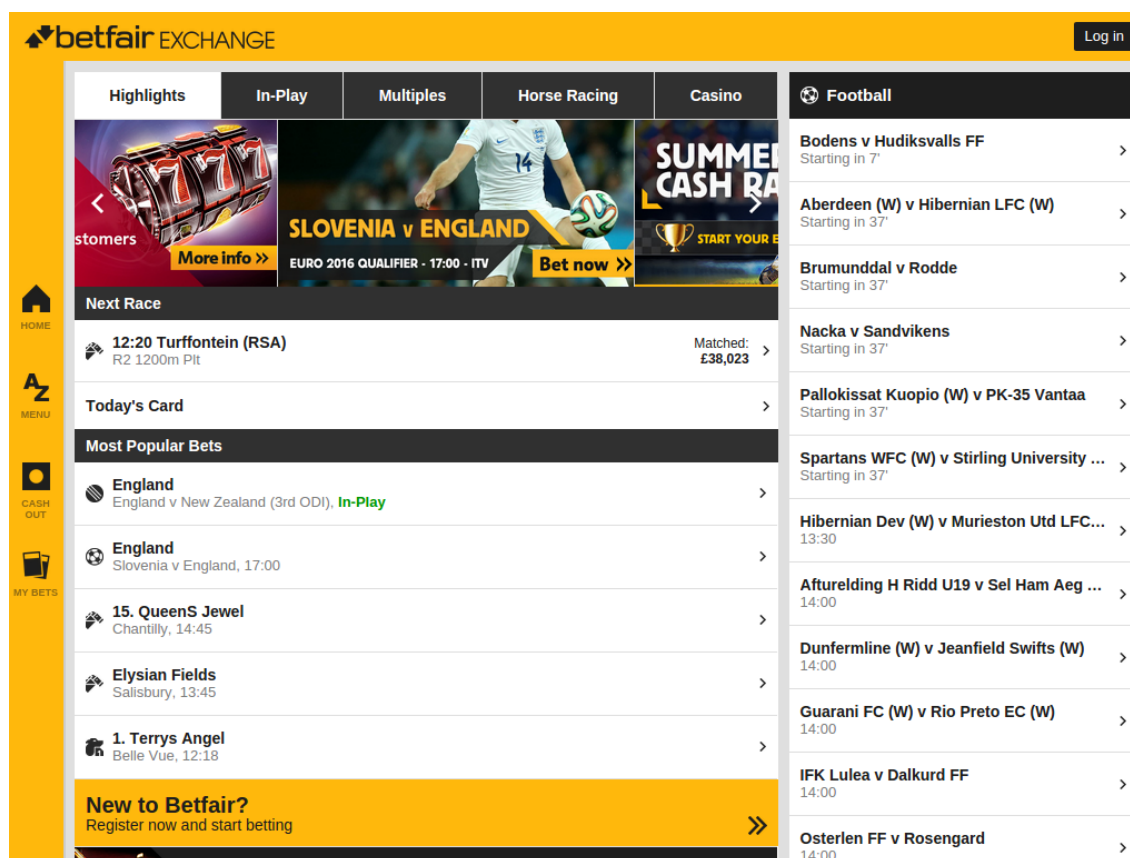 betfair EXCHANGE
Log in
HOME
AZ
MENU
CASH
OUT
MY BETS
Highlights
In-Play
Multiples
Horse Racing
Casino
777
stomers
More info »
14
SLOVENIA v ENGLAND
EURO 2016 QUALIFIER - 17:00 - ITV
Bet now »
SUMME
CASH RA
START YOUR E
Next Race
12:20 Turffontein (RSA)
R2 1200m Plt
Matched:
£38,023
Today's Card
Most Popular Bets
England
England v New Zealand (3rd ODI), In-Play
England
Slovenia v England, 17:00
15. QueenS Jewel
Chantilly, 14:45
Elysian Fields
Salisbury, 13:45
1. Terrys Angel
Belle Vue, 12:18
New to Betfair?
Register now and start betting
Football
Bodens v Hudiksvalls FF
Starting in 7'
Aberdeen (W) v Hibernian LFC (W)
Starting in 37'
Brumunddal v Rodde
Starting in 37'
Nacka v Sandvikens
Starting in 37'
Pallokissat Kuopio (W) v PK-35 Vantaa
Starting in 37'
Spartans WFC (W) v Stirling University ...
Starting in 37'
Hibernian Dev (W) v Murieston Utd LFC...
13:30
Afturelding H Ridd U19 v Sel Ham Aeg ...
14:00
Dunfermline (W) v Jeanfield Swifts (W)
14:00
Guarani FC (W) v Rio Preto EC (W)
14:00
IFK Lulea v Dalkurd FF
14:00
Osterlen FF v Rosengard
14:00